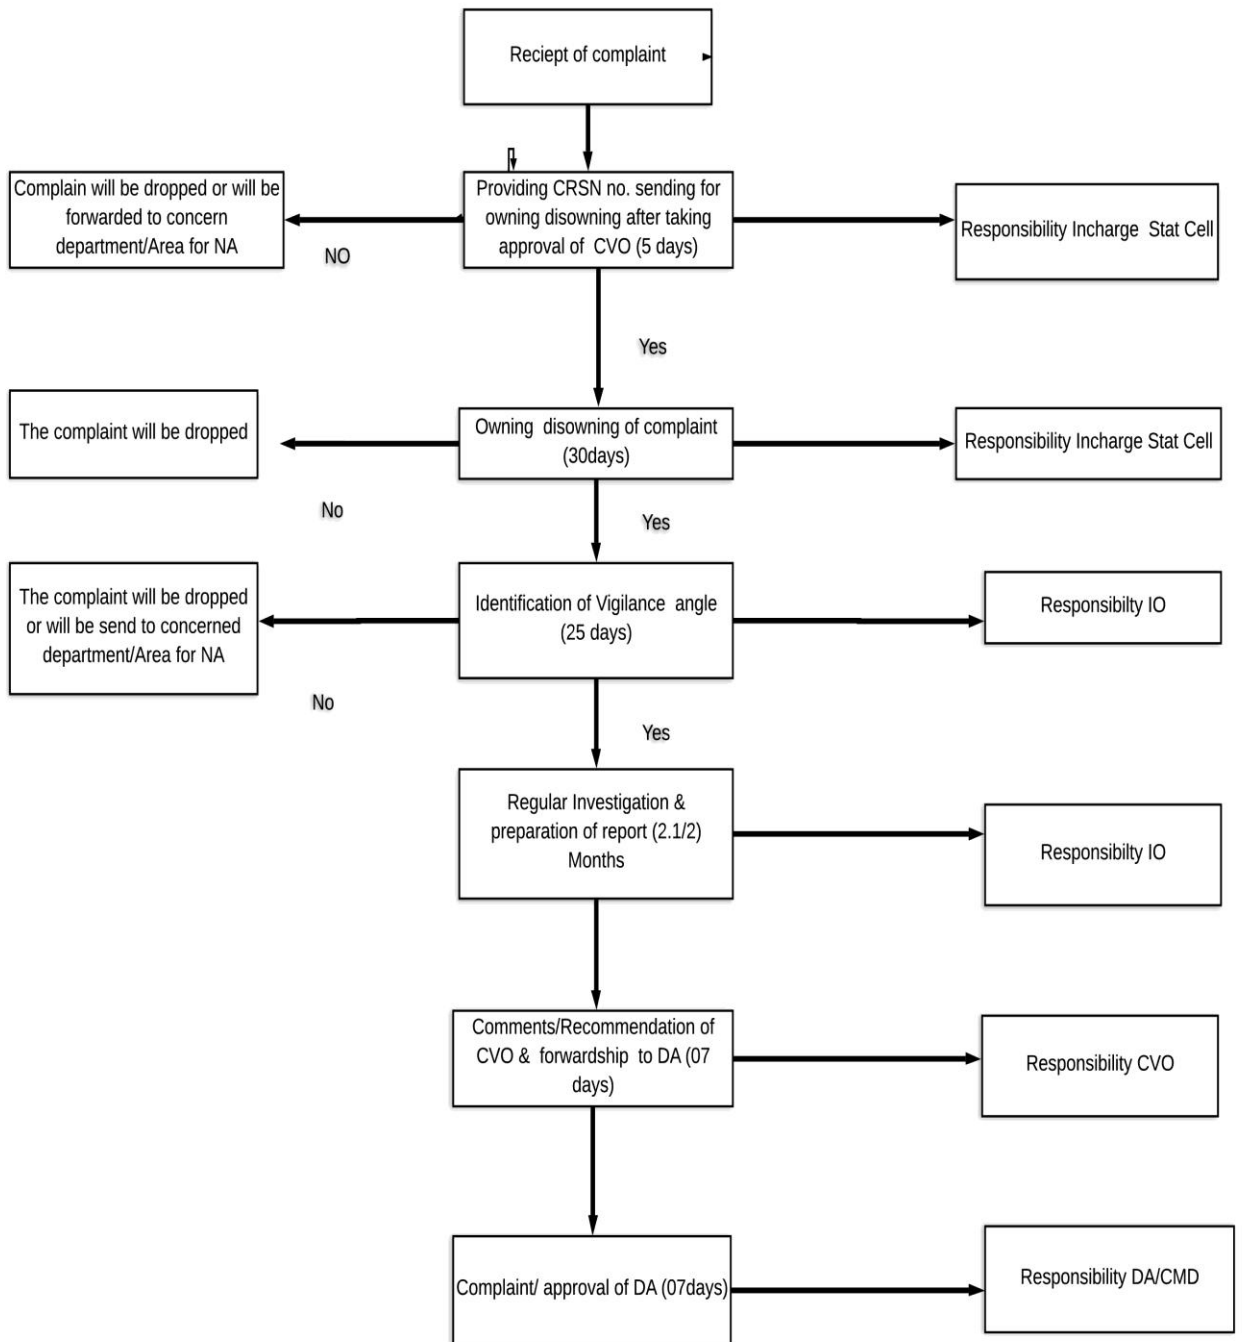 Reciept of complaint
Complain will be dropped or will be
forwarded to concern
department/Area for NA
NO
Providing CRSN no. sending for
owning disowning after taking
approval of CVO (5 days)
Responsibility Incharge Stat Cell
Yes
The complaint will be dropped
No
Owning disowning of complaint
(30days)
Responsibility Incharge Stat Cell
Yes
The complaint will be dropped
or will be send to concerned
department/Area for NA
No
Identification of Vigilance angle
(25 days)
Responsibilty IO
Yes
Regular Investigation &
preparation of report (2.1/2)
Months
Responsibilty IO
Comments/Recommendation of
CVO & forwardship to DA (07
days)
Responsibility CVO
Complaint/ approval of DA (07days)
Responsibility DA/CMD